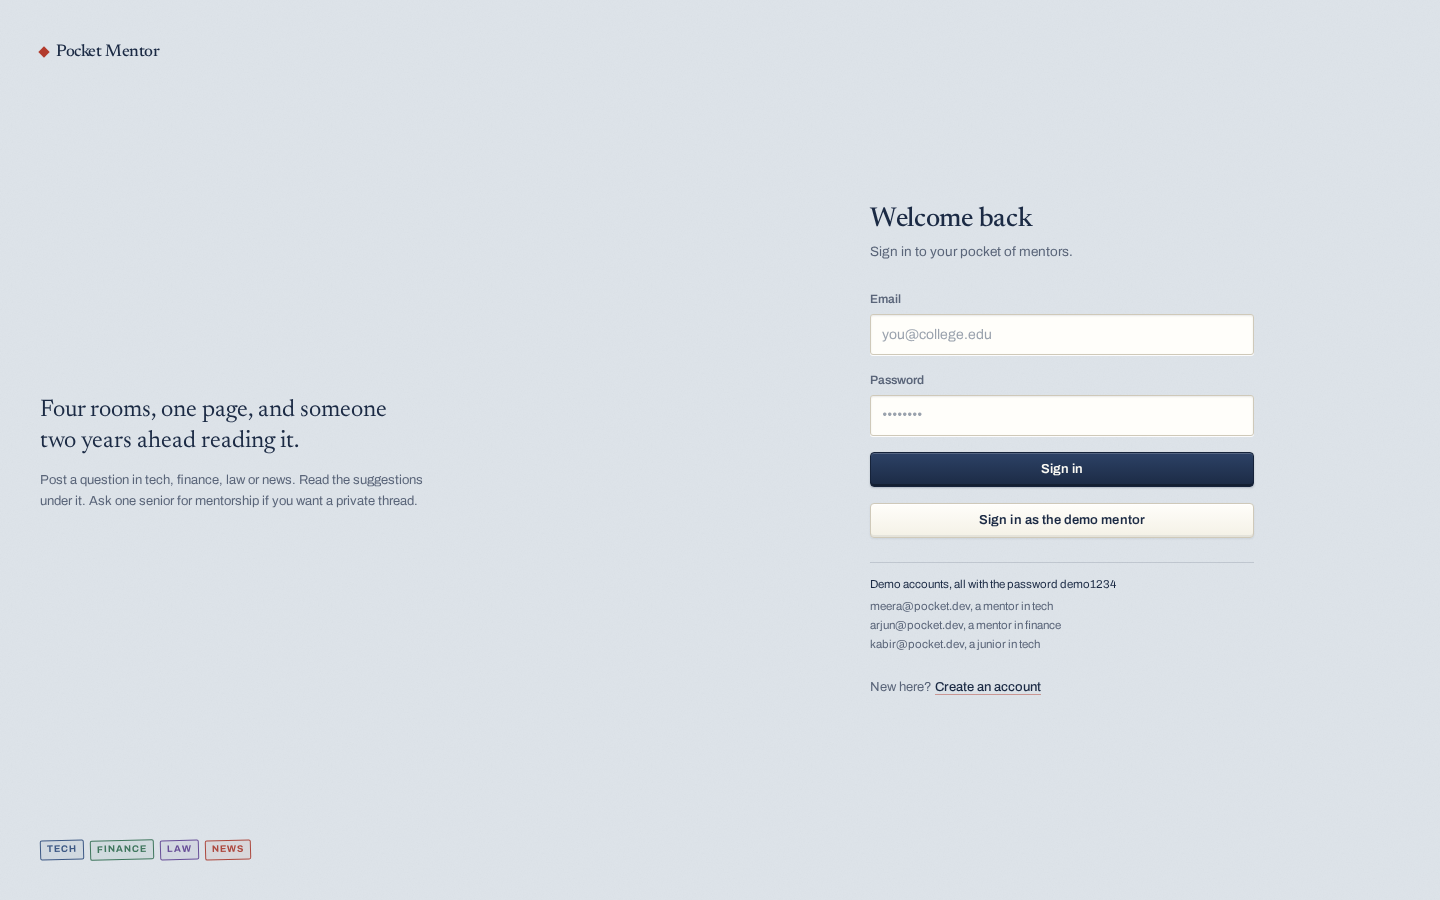 Pocket Mentor
Four rooms, one page, and someone
two years ahead reading it.
Post a question in tech, finance, law or news. Read the suggestions
under it. Ask one senior for mentorship if you want a private thread.
TECH FINANCE LAW NEWS
Welcome back
Sign in to your pocket of mentors.
Email
you@college.edu
Password
••••••••
Sign in
Sign in as the demo mentor
Demo accounts, all with the password demo1234
meera@pocket.dev, a mentor in tech
arjun@pocket.dev, a mentor in finance
kabir@pocket.dev, a junior in tech
New here? Create an account